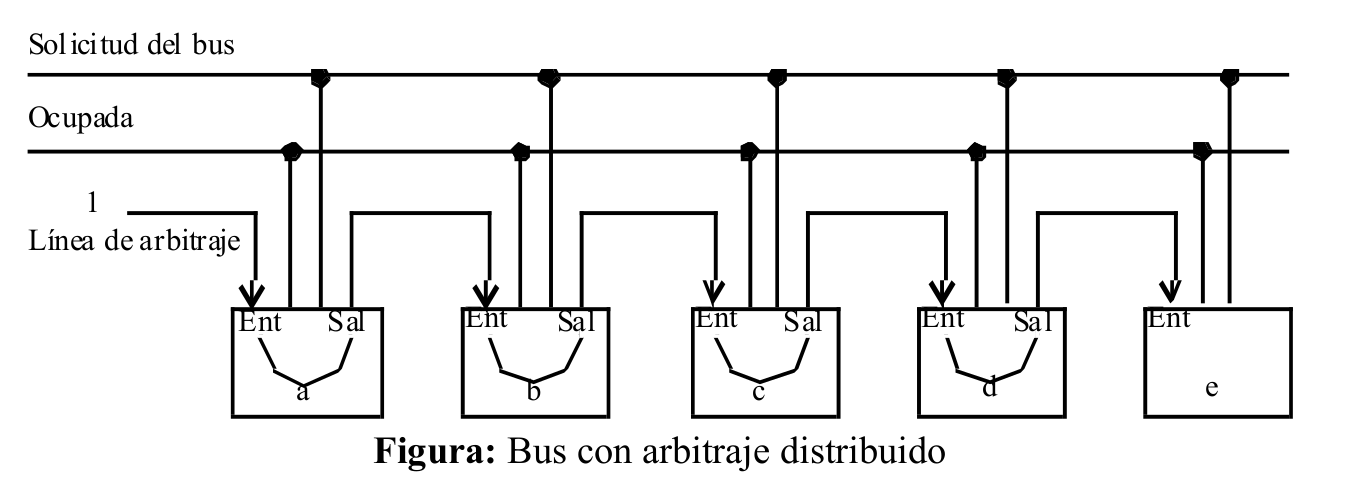 Solicitud del bus
Ocupada
1
Línea de arbitraje
Ent Sal Ent Sal Ent Sal Ent Sal Ent
a b c d e
Figura: Bus con arbitraje distribuido